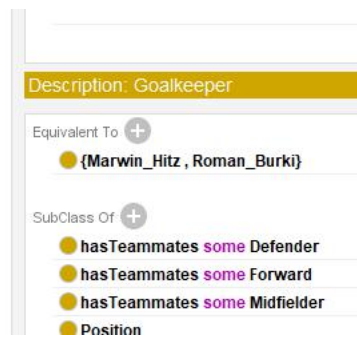 Description: Goalkeeper
Equivalent To
{Marwin_Hitz , Roman_Burki}
SubClass Of
hasTeammates some Defender
hasTeammates some Forward
hasTeammates some Midfielder
Position